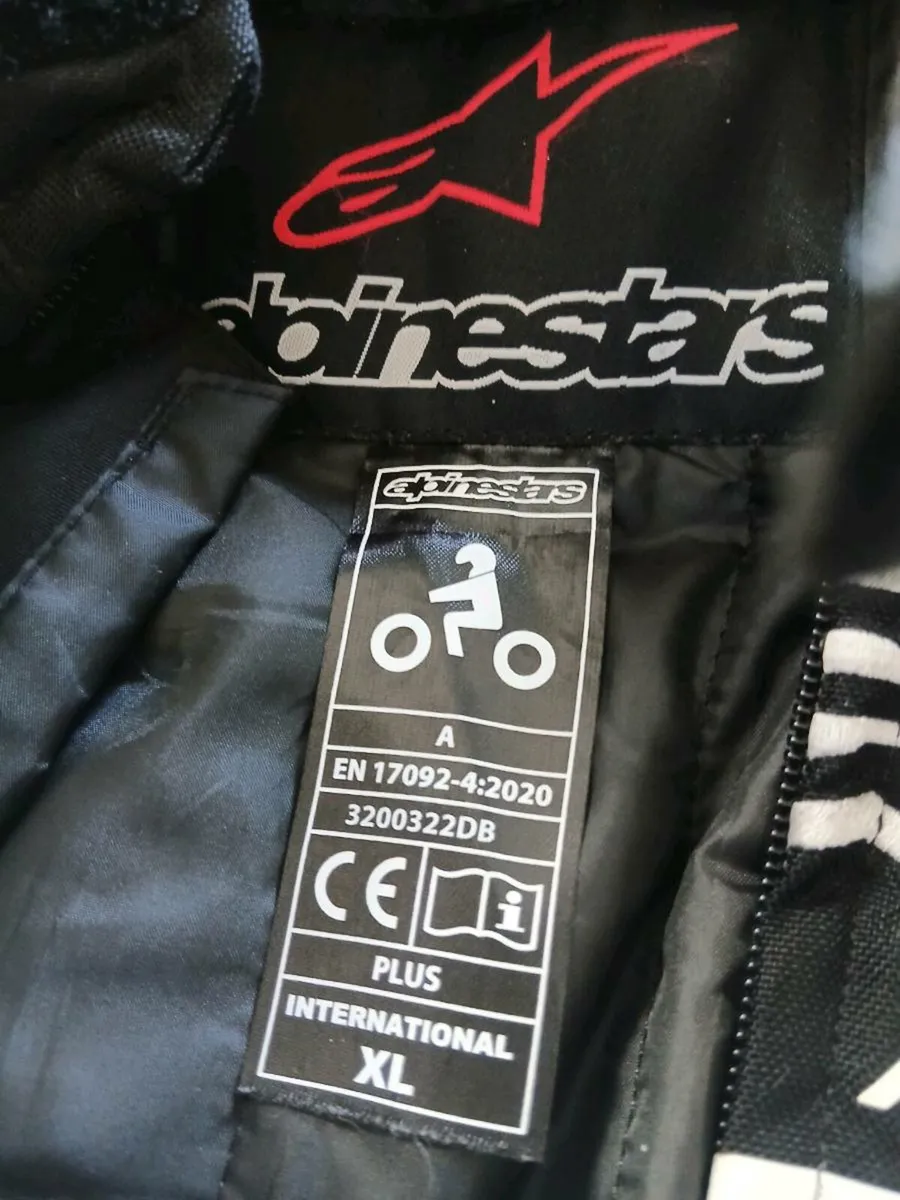 alpinestars
alpinestars
A
EN 17092-4:2020
3200322DB
CE i
PLUS
INTERNATIONAL
XL